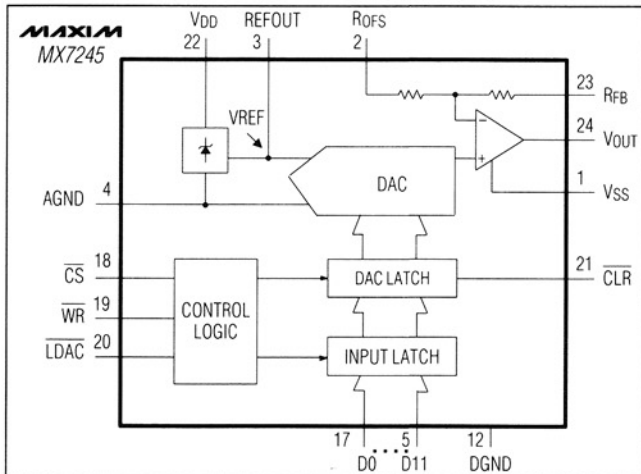 MAXIM
MX7245
VDD REFOUT ROFS
22 3 2
23 RFB
VREF
24 VOUT
DAC
1 VSS
4
AGND
18
CS
DAC LATCH
21 CLR
19
WR
CONTROL
LOGIC
20
LDAC
INPUT LATCH
17 5 12
D0 •••• D11 DGND